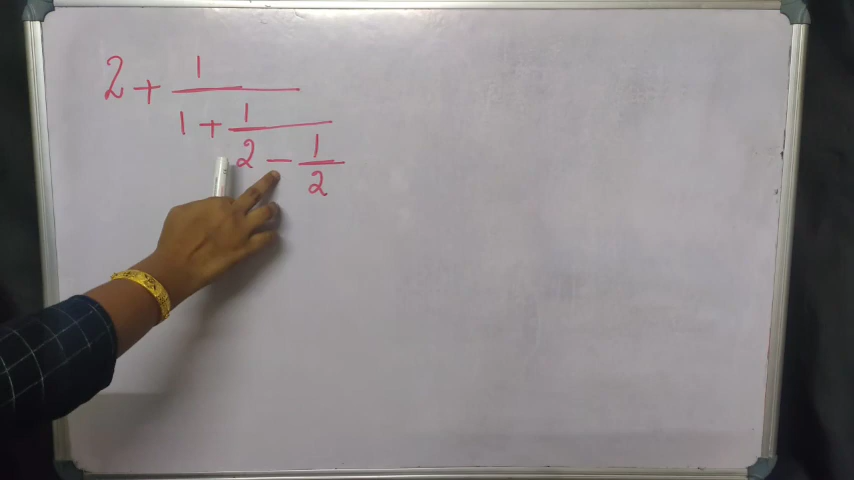 2 + 1
1 + 1
2 - 1
2